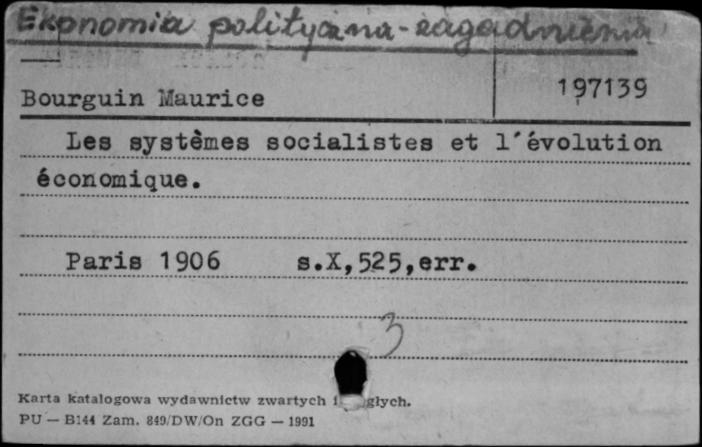 Ekonomia polityczna - zagadnienia
197139
Bourguin Maurice
Les systèmes socialistes et l'évolution
économique.
Paris 1906 s.X,525,err.
3
Karta katalogowa wydawnictw zwartych i głych.
PU — B144 Zam. 849/DW/On ZGG — 1991